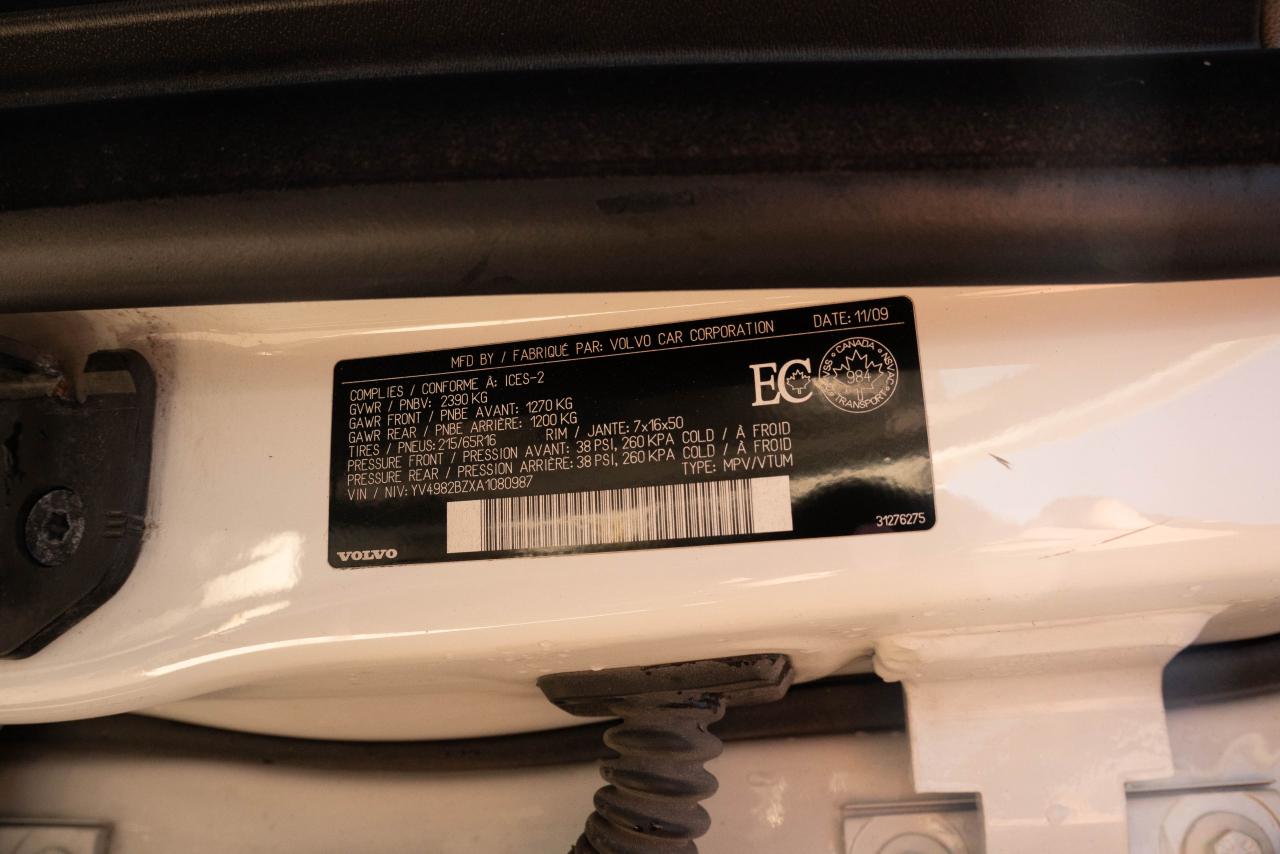 MFD BY / FABRIQUÉ PAR: VOLVO CAR CORPORATION DATE: 11/09
COMPLIES / CONFORME À: ICES-2
GVWR / PNBV: 2390 KG
GAWR FRONT / PNBE AVANT: 1270 KG
GAWR REAR / PNBE ARRIÈRE: 1200 KG
TIRES / PNEUS: 215/65R16 RIM / JANTE: 7x16x50
PRESSURE FRONT / PRESSION AVANT: 38 PSI, 260 KPA COLD / À FROID
PRESSURE REAR / PRESSION ARRIÈRE: 38 PSI, 260 KPA COLD / À FROID
VIN / NIV: YV4982BZXA1080987 TYPE: MPV/VTUM
EC
CANADA
NSVAC
TRANSPORT
984
VOLVO
31276275